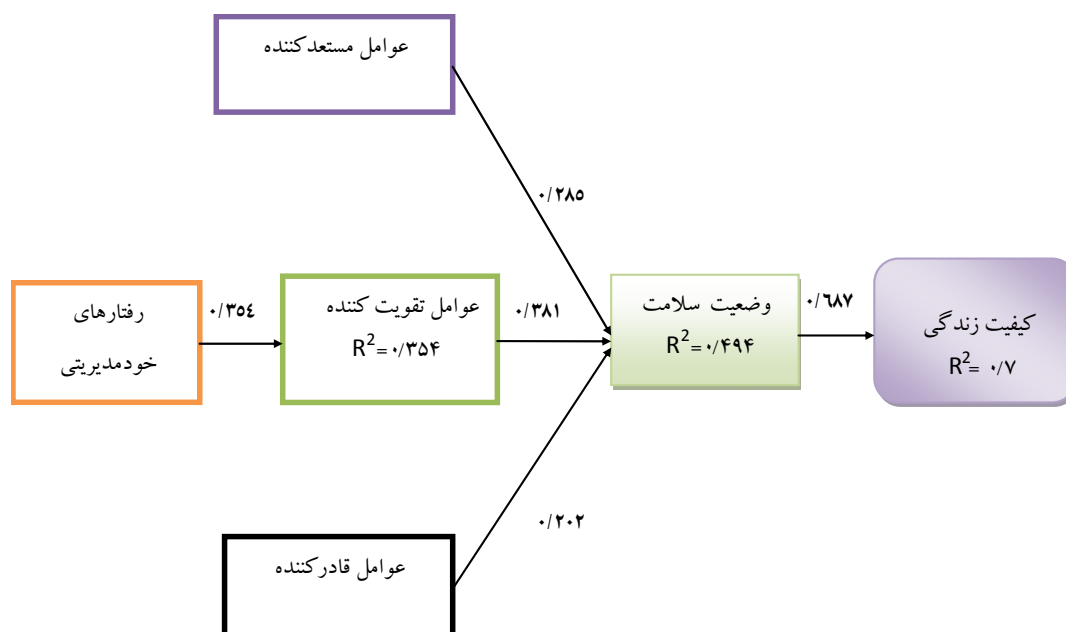 عوامل مستعدکننده
۰/۲۸۵
رفتارهای
خودمدیریتی
۰/۳٥٤
عوامل تقویت کننده
R²=۰/۳۵۴
۰/۳۸۱
وضعیت سلامت
R²=۰/۴۹۴
۰/٦۸۷
کیفیت زندگی
R²= ۰/۷
۰/۲۰۲
عوامل قادرکننده